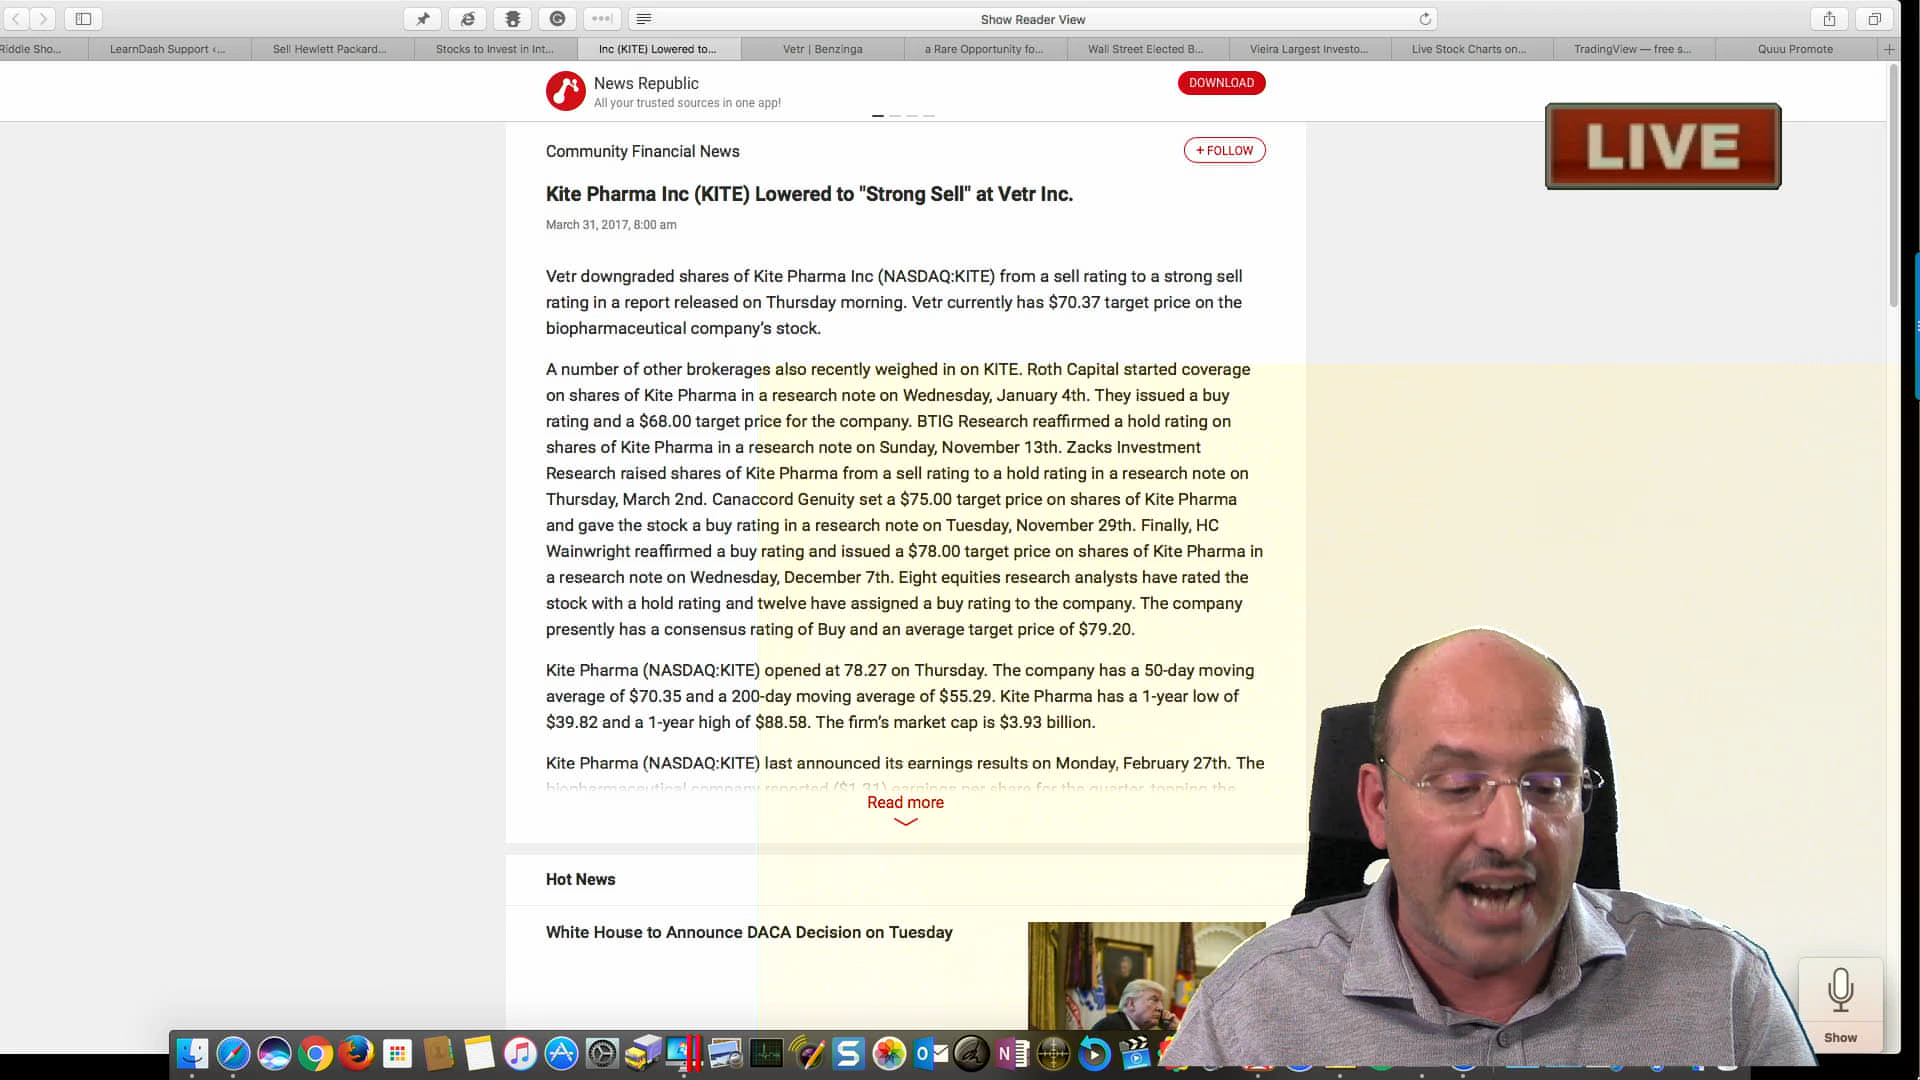 Show Reader View
Riddle Sho...
LearnDash Support ‹...
Sell Hewlett Packard...
Stocks to Invest in Int...
Inc (KITE) Lowered to...
Vetr | Benzinga
a Rare Opportunity fo...
Wall Street Elected B...
Vieira Largest Investo...
Live Stock Charts on...
TradingView — free s...
Quuu Promote
News Republic
All your trusted sources in one app!
DOWNLOAD
LIVE
Community Financial News
+ FOLLOW
Kite Pharma Inc (KITE) Lowered to "Strong Sell" at Vetr Inc.
March 31, 2017, 8:00 am
Vetr downgraded shares of Kite Pharma Inc (NASDAQ:KITE) from a sell rating to a strong sell
rating in a report released on Thursday morning. Vetr currently has $70.37 target price on the
biopharmaceutical company's stock.
A number of other brokerages also recently weighed in on KITE. Roth Capital started coverage
on shares of Kite Pharma in a research note on Wednesday, January 4th. They issued a buy
rating and a $68.00 target price for the company. BTIG Research reaffirmed a hold rating on
shares of Kite Pharma in a research note on Sunday, November 13th. Zacks Investment
Research raised shares of Kite Pharma from a sell rating to a hold rating in a research note on
Thursday, March 2nd. Canaccord Genuity set a $75.00 target price on shares of Kite Pharma
and gave the stock a buy rating in a research note on Tuesday, November 29th. Finally, HC
Wainwright reaffirmed a buy rating and issued a $78.00 target price on shares of Kite Pharma in
a research note on Wednesday, December 7th. Eight equities research analysts have rated the
stock with a hold rating and twelve have assigned a buy rating to the company. The company
presently has a consensus rating of Buy and an average target price of $79.20.
Kite Pharma (NASDAQ:KITE) opened at 78.27 on Thursday. The company has a 50-day moving
average of $70.35 and a 200-day moving average of $55.29. Kite Pharma has a 1-year low of
$39.82 and a 1-year high of $88.58. The firm's market cap is $3.93 billion.
Kite Pharma (NASDAQ:KITE) last announced its earnings results on Monday, February 27th. The
biopharmaceutical company reported ($1.31) earnings per share for the quarter, topping the
Read more
Hot News
White House to Announce DACA Decision on Tuesday
Show